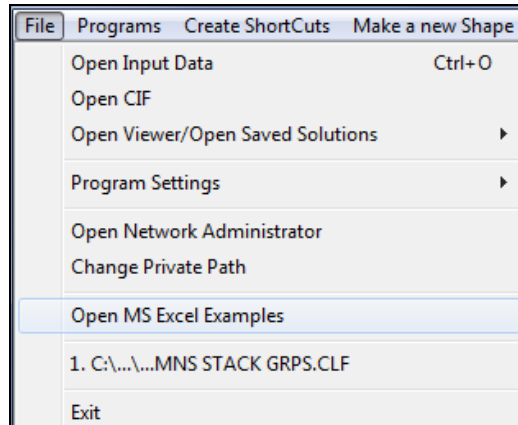 File Programs Create ShortCuts Make a new Shape
Open Input Data Ctrl+O
Open CIF
Open Viewer/Open Saved Solutions
Program Settings
Open Network Administrator
Change Private Path
Open MS Excel Examples
1. C:\...\...MNS STACK GRPS.CLF
Exit